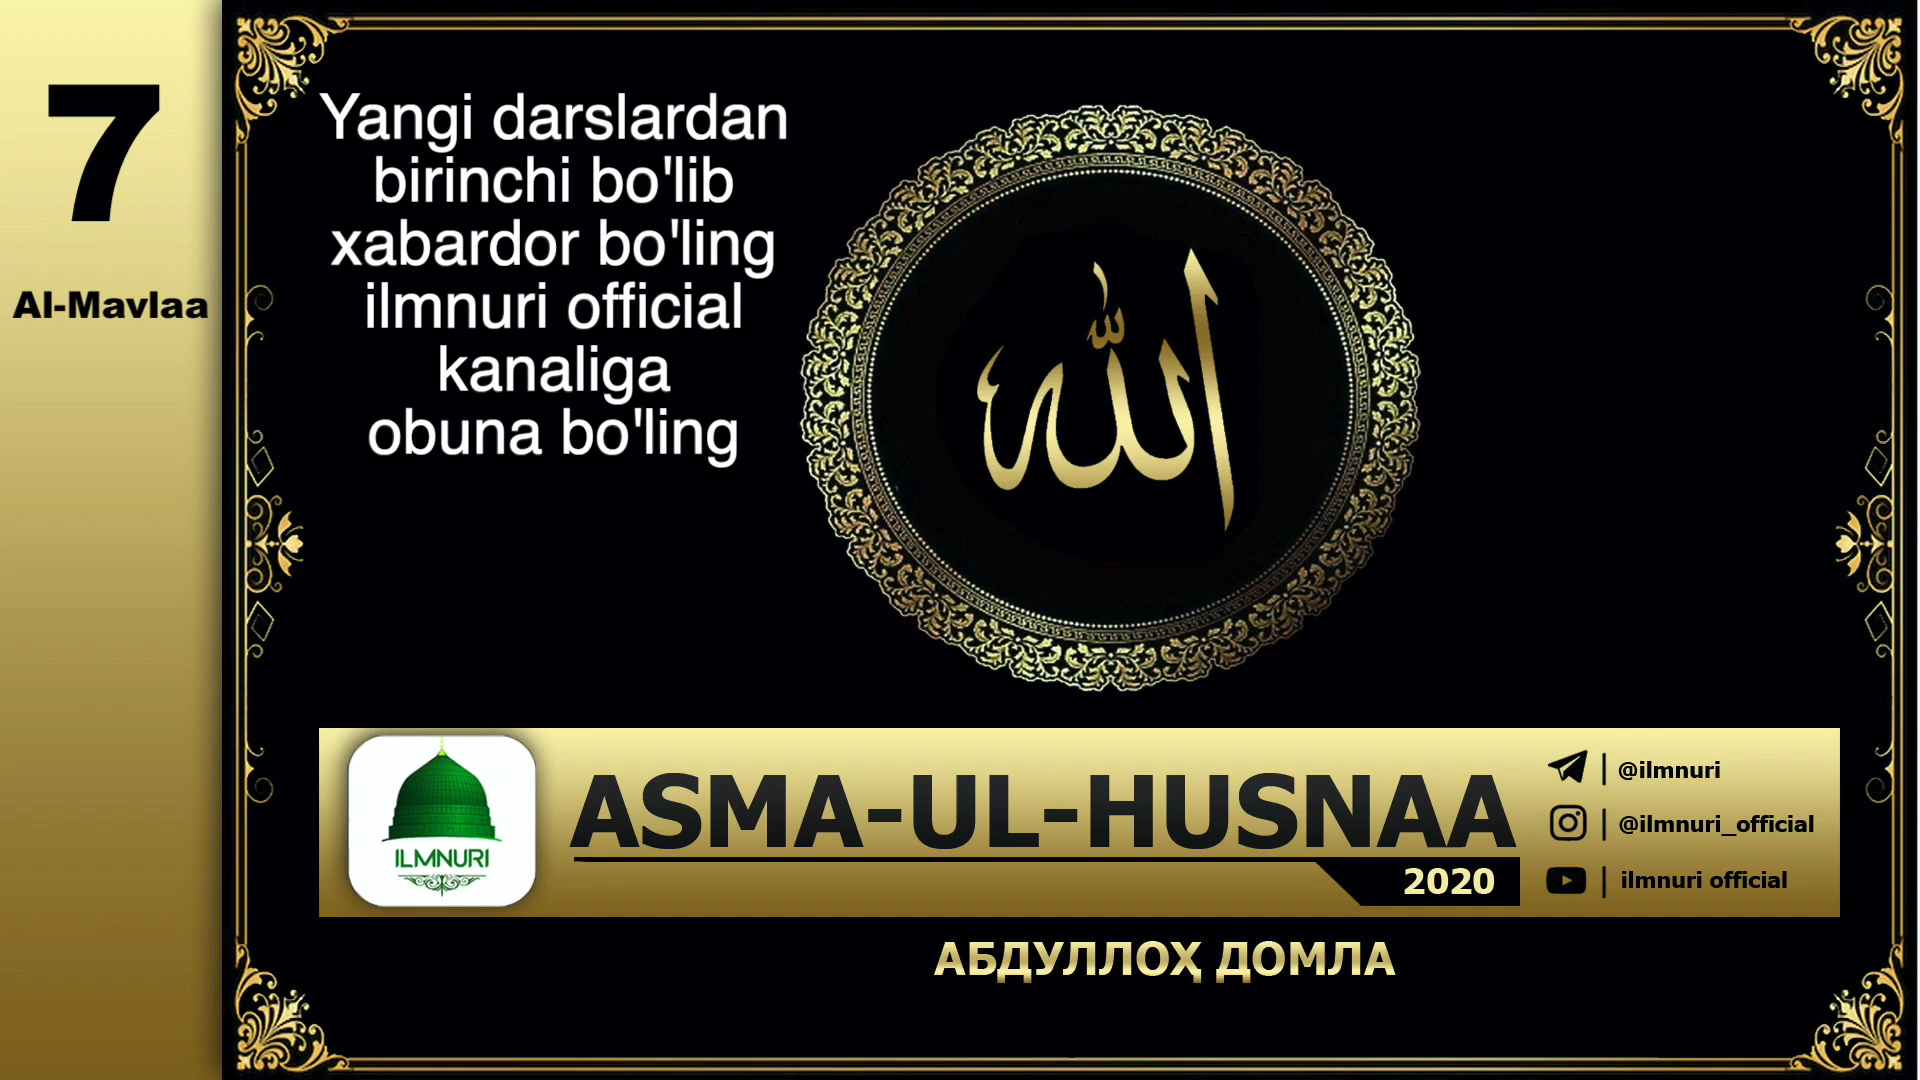 7
Al-Mavlaa
Yangi darslardan
birinchi bo'lib
xabardor bo'ling
ilmnuri official
kanaliga
obuna bo'ling
الله
ILMNURI
ASMA-UL-HUSNAA
2020
@ilmnuri
@ilmnuri_official
ilmnuri official
АБДУЛЛОҲ ДОМЛА